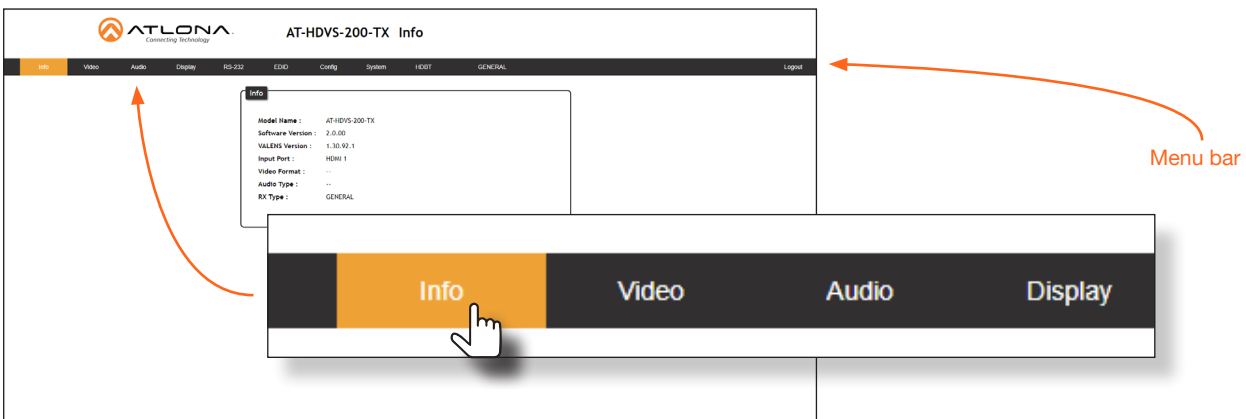 ATLONA.
Connecting Technology
AT-HDVS-200-TX Info
Info Video Audio Display RS-232 EDID Config System HDBT GENERAL Logout
Info
Model Name : AT-HDVS-200-TX
Software Version : 2.0.00
VALENS Version : 1.30.92.1
Input Port : HDMI 1
Video Format : --
Audio Type : --
RX Type : GENERAL
Menu bar
Info Video Audio Display